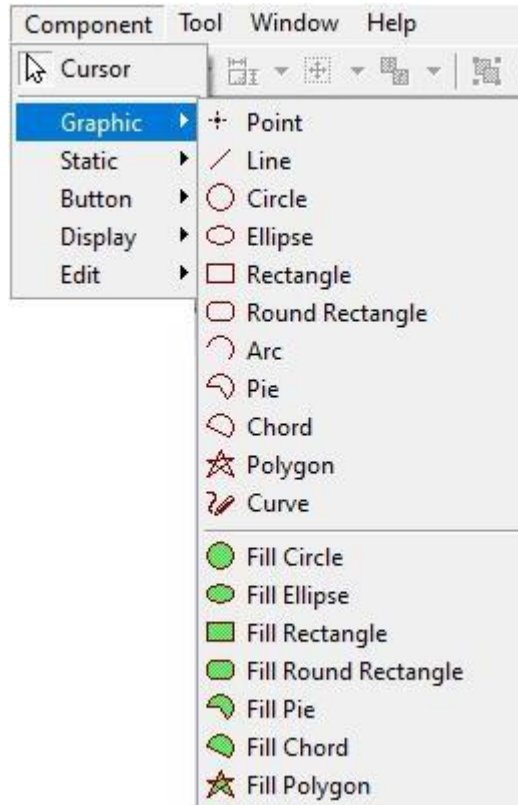 Component Tool Window Help
Cursor
Graphic
Static
Button
Display
Edit
Point
Line
Circle
Ellipse
Rectangle
Round Rectangle
Arc
Pie
Chord
Polygon
Curve
Fill Circle
Fill Ellipse
Fill Rectangle
Fill Round Rectangle
Fill Pie
Fill Chord
Fill Polygon